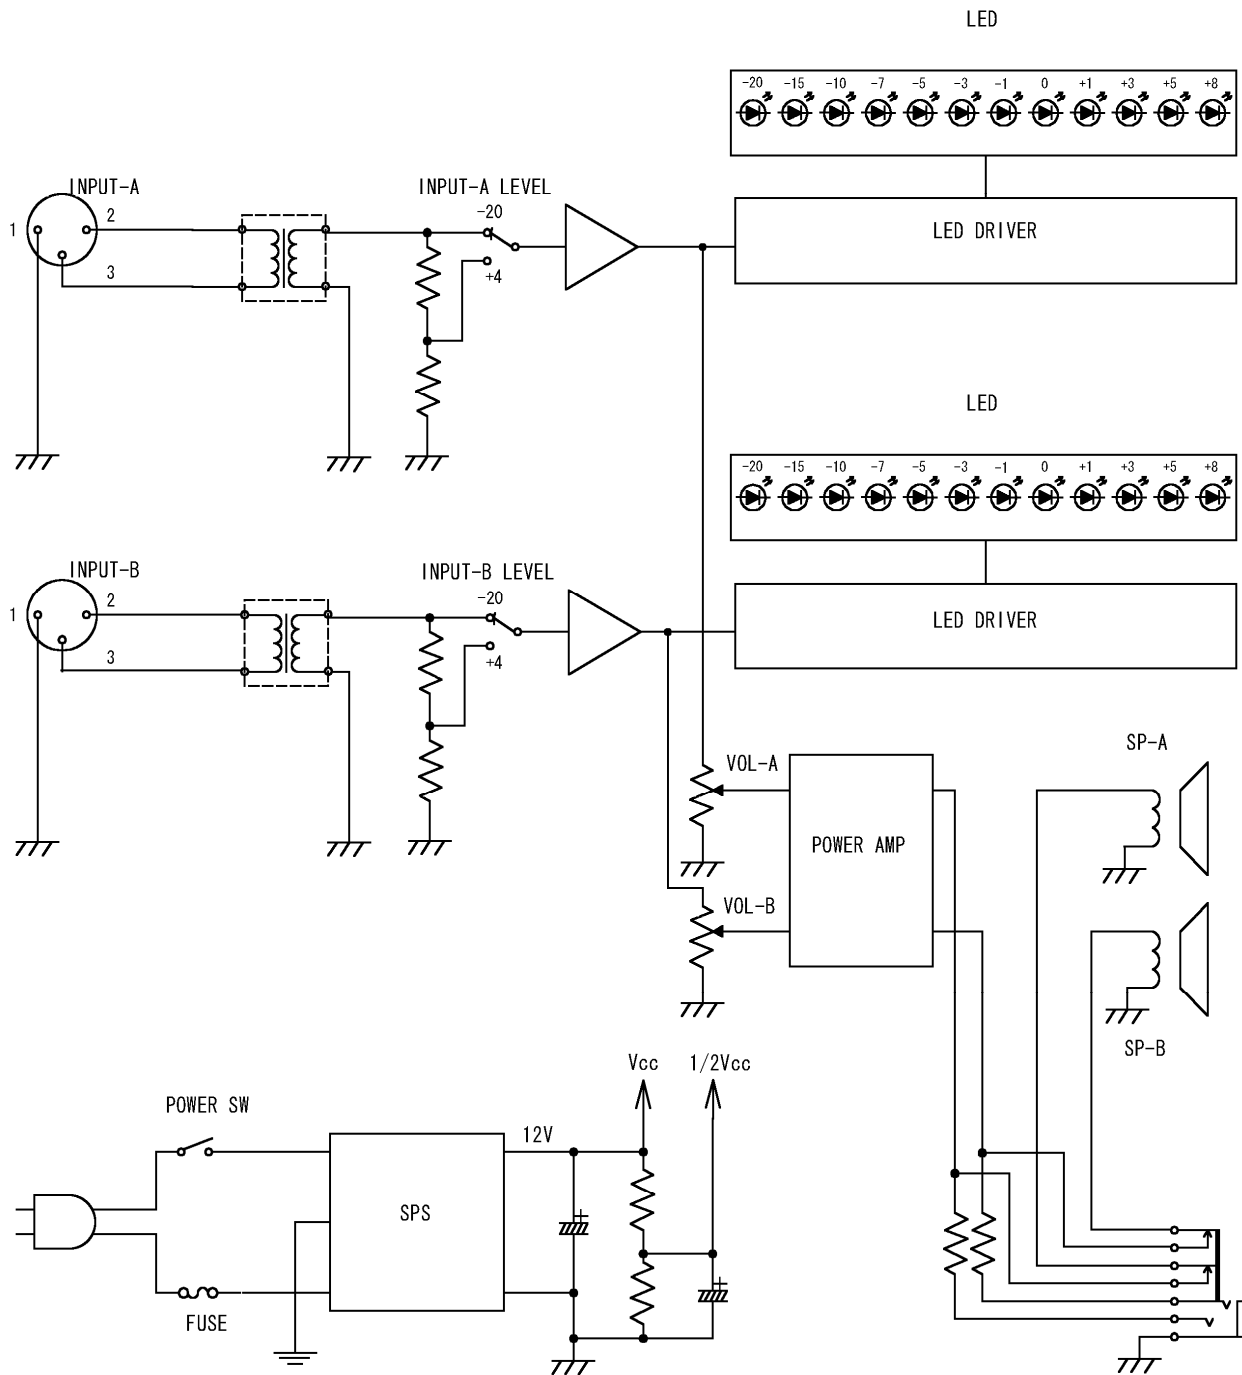 LED
-20 -15 -10 -7 -5 -3 -1 0 +1 +3 +5 +8
INPUT-A
INPUT-A LEVEL
1
2
3
-20
+4
LED DRIVER
LED
-20 -15 -10 -7 -5 -3 -1 0 +1 +3 +5 +8
INPUT-B
INPUT-B LEVEL
1
2
3
-20
+4
LED DRIVER
VOL-A
POWER AMP
VOL-B
SP-A
SP-B
Vcc
1/2Vcc
POWER SW
12V
SPS
+
+
FUSE